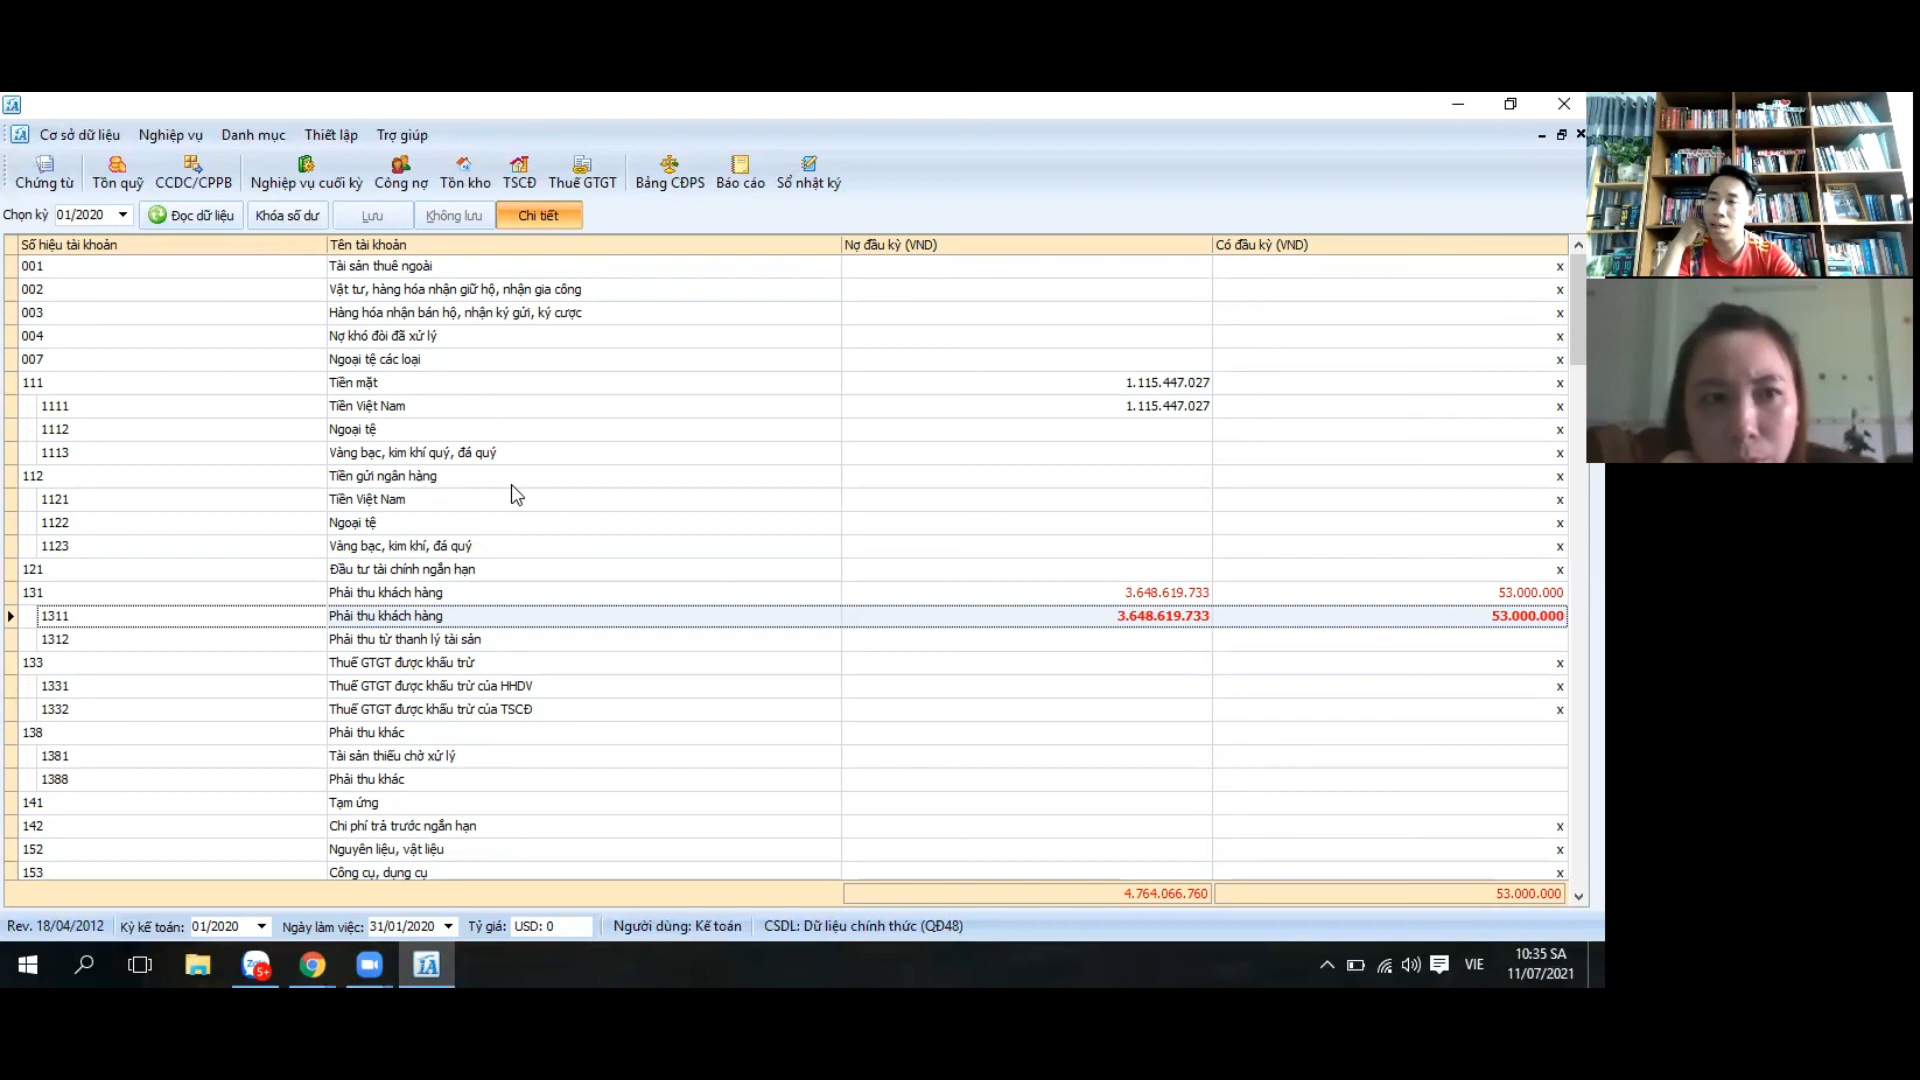 Cơ sở dữ liệu Nghiệp vụ Danh mục Thiết lập Trợ giúp
Chứng từ Tồn quỹ CCDC/CPPB Nghiệp vụ cuối kỳ Công nợ Tồn kho TSCĐ Thuế GTGT Bảng CĐPS Báo cáo Sổ nhật ký
Chọn kỳ 01/2020 Đọc dữ liệu Khóa số dư Lưu Không lưu Chi tiết
Số hiệu tài khoản Tên tài khoản Nợ đầu kỳ (VND) Có đầu kỳ (VND)
001 Tài sản thuê ngoài x
002 Vật tư, hàng hóa nhận giữ hộ, nhận gia công x
003 Hàng hóa nhận bán hộ, nhận ký gửi, ký cược x
004 Nợ khó đòi đã xử lý x
007 Ngoại tệ các loại x
111 Tiền mặt 1.115.447.027 x
1111 Tiền Việt Nam 1.115.447.027 x
1112 Ngoại tệ x
1113 Vàng bạc, kim khí quý, đá quý x
112 Tiền gửi ngân hàng x
1121 Tiền Việt Nam x
1122 Ngoại tệ x
1123 Vàng bạc, kim khí, đá quý x
121 Đầu tư tài chính ngắn hạn x
131 Phải thu khách hàng 3.648.619.733 53.000.000
1311 Phải thu khách hàng 3.648.619.733 53.000.000
1312 Phải thu từ thanh lý tài sản
133 Thuế GTGT được khấu trừ x
1331 Thuế GTGT được khấu trừ của HHDV x
1332 Thuế GTGT được khấu trừ của TSCĐ x
138 Phải thu khác
1381 Tài sản thiếu chờ xử lý
1388 Phải thu khác
141 Tạm ứng
142 Chi phí trả trước ngắn hạn x
152 Nguyên liệu, vật liệu x
153 Công cụ, dụng cụ x
4.764.066.760 53.000.000
Rev. 18/04/2012 Kỳ kế toán: 01/2020 Ngày làm việc: 31/01/2020 Tỷ giá: USD: 0 Người dùng: Kế toán CSDL: Dữ liệu chính thức (QĐ48)
5+ iA VIE 10:35 SA
11/07/2021